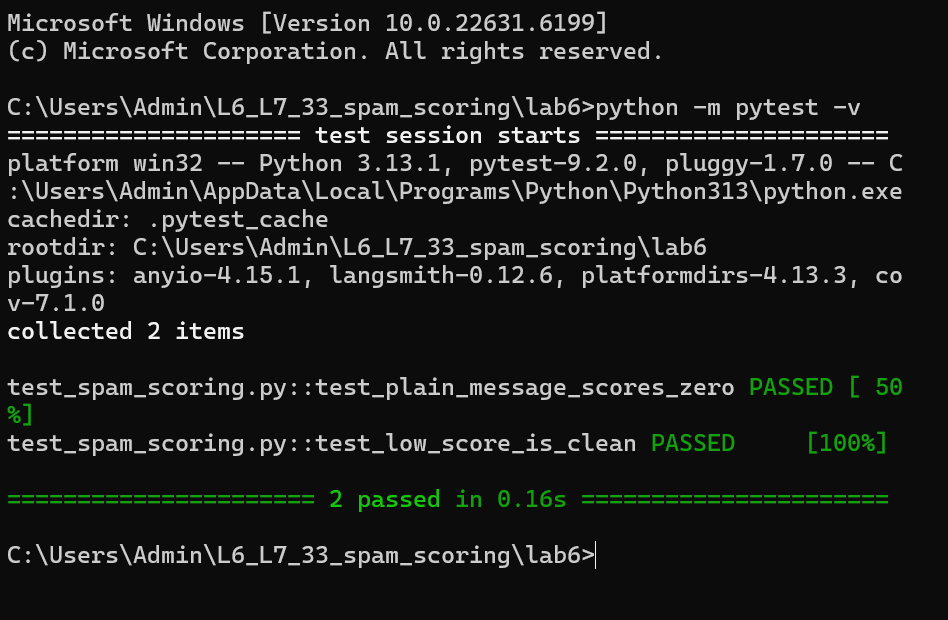 Microsoft Windows [Version 10.0.22631.6199]
(c) Microsoft Corporation. All rights reserved.
C:\Users\Admin\L6_L7_33_spam_scoring\lab6>python -m pytest -v
===================== test session starts =====================
platform win32 -- Python 3.13.1, pytest-9.2.0, pluggy-1.7.0 -- C
:\Users\Admin\AppData\Local\Programs\Python\Python313\python.exe
cachedir: .pytest_cache
rootdir: C:\Users\Admin\L6_L7_33_spam_scoring\lab6
plugins: anyio-4.15.1, langsmith-0.12.6, platformdirs-4.13.3, co
v-7.1.0
collected 2 items
test_spam_scoring.py::test_plain_message_scores_zero PASSED [ 50
%]
test_spam_scoring.py::test_low_score_is_clean PASSED     [100%]
====================== 2 passed in 0.16s ======================
C:\Users\Admin\L6_L7_33_spam_scoring\lab6>